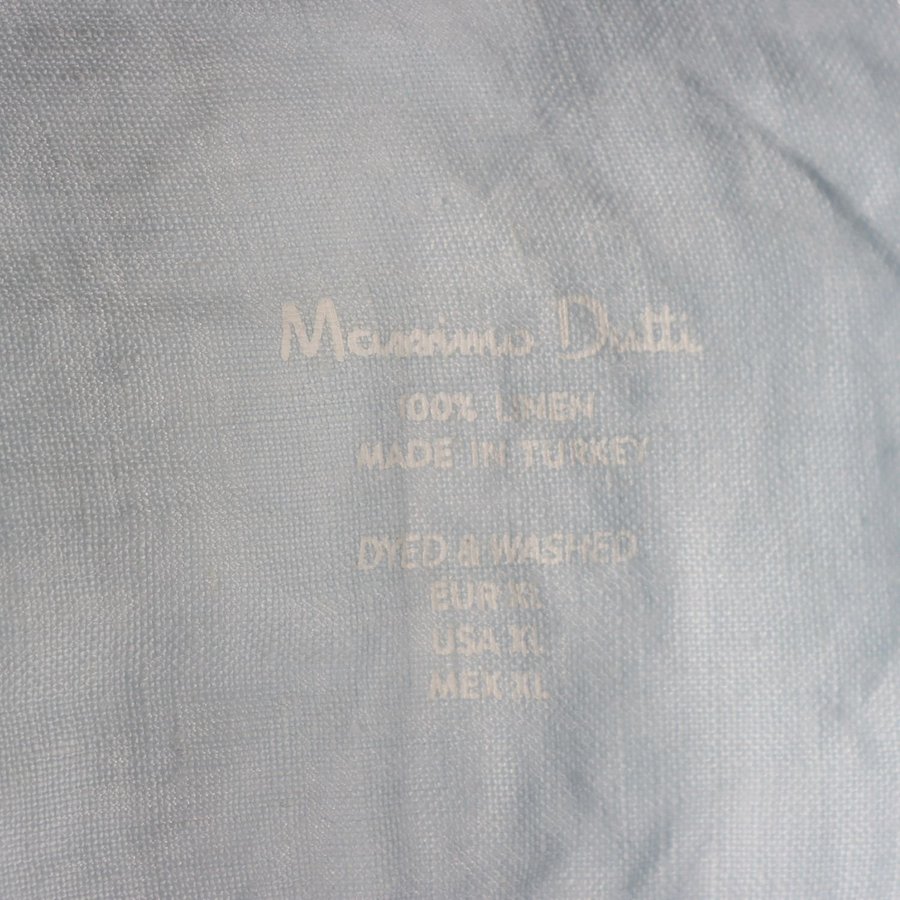 Massimo Dutti
100% LINEN
MADE IN TURKEY
DYED & WASHED
EUR XL
USA XL
MEX XL